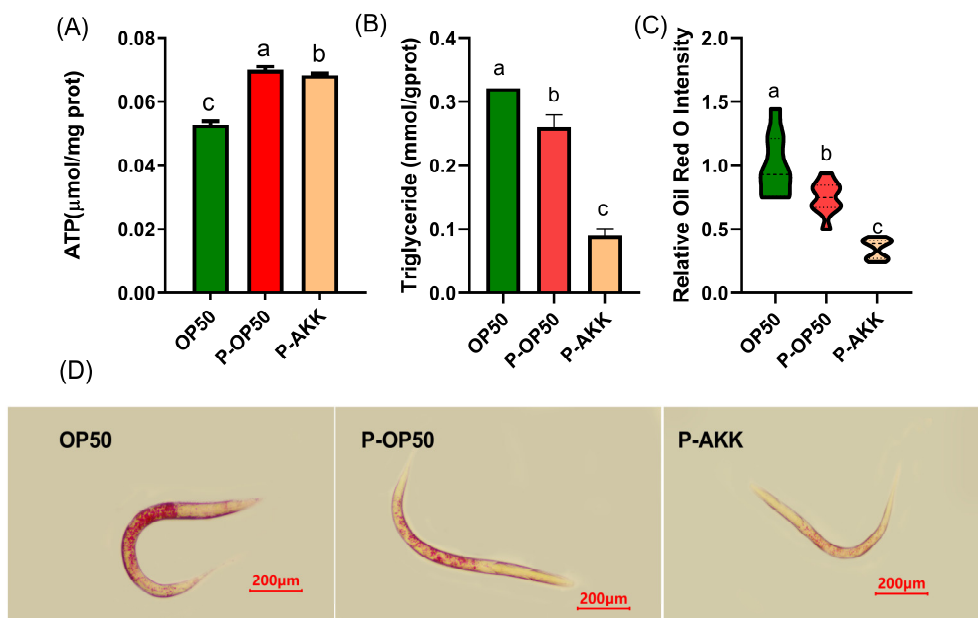 (A)
ATP(μmol/mg prot)
0.08
0.06
0.04
0.02
0.00
c
a
b
OP50
P-OP50
P-AKK
(B)
Triglyceride (mmol/gprot)
0.4
0.3
0.2
0.1
0.0
a
b
c
OP50
P-OP50
P-AKK
(C)
Relative Oil Red O Intensity
2.0
1.5
1.0
0.5
0.0
a
b
c
OP50
P-OP50
P-AKK
(D)
OP50
200μm
P-OP50
200μm
P-AKK
200μm